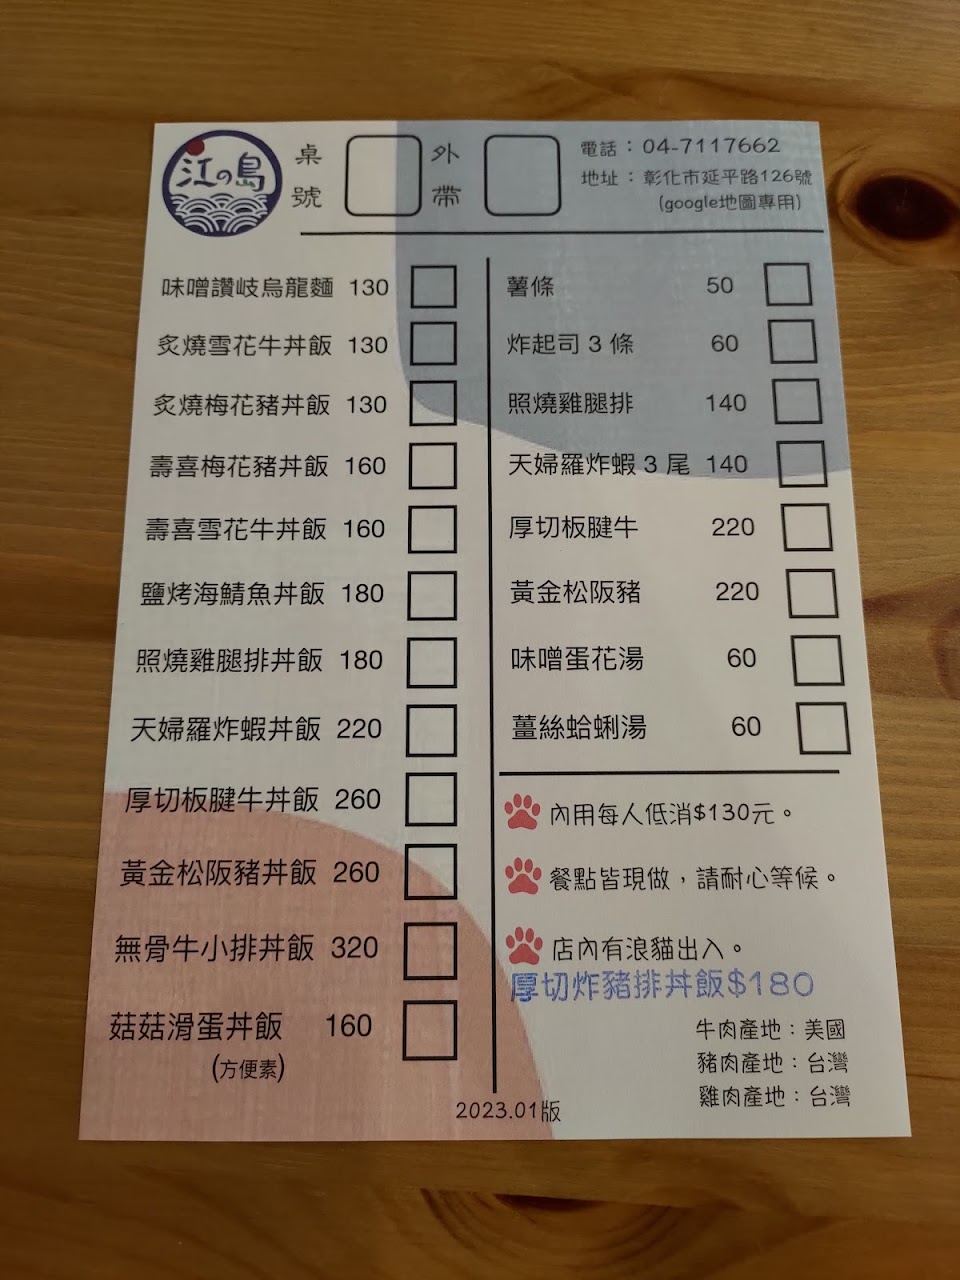 江の島
桌號
外帶
電話：04-7117662
地址：彰化市延平路126號
(google地圖專用)
味噌讚岐烏龍麵 130
炙燒雪花牛丼飯 130
炙燒梅花豬丼飯 130
壽喜梅花豬丼飯 160
壽喜雪花牛丼飯 160
鹽烤海鯖魚丼飯 180
照燒雞腿排丼飯 180
天婦羅炸蝦丼飯 220
厚切板腱牛丼飯 260
黃金松阪豬丼飯 260
無骨牛小排丼飯 320
菇菇滑蛋丼飯 160
(方便素)
薯條 50
炸起司3條 60
照燒雞腿排 140
天婦羅炸蝦3尾 140
厚切板腱牛 220
黃金松阪豬 220
味噌蛋花湯 60
薑絲蛤蜊湯 60
內用每人低消$130元。
餐點皆現做，請耐心等候。
店內有浪貓出入。
厚切炸豬排丼飯$180
牛肉產地：美國
豬肉產地：台灣
雞肉產地：台灣
2023.01版